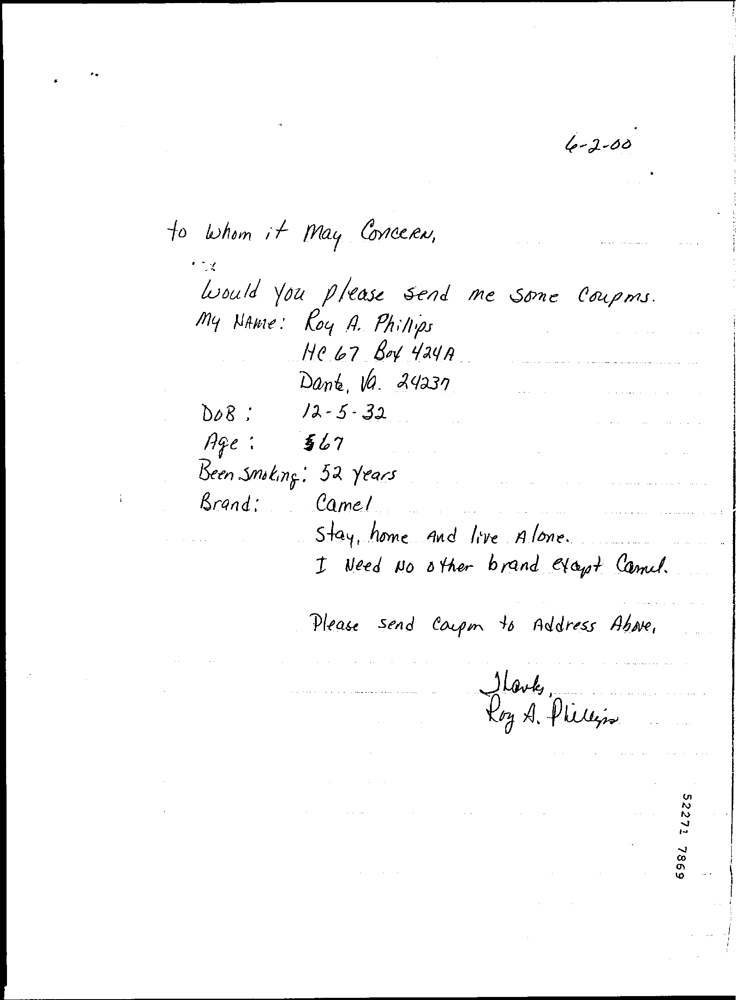 6-2-00
to Whom it May Concern,
Would you please send me some Coupons.
My Name: Roy A. Phillips
HC 67 Box 424A
Dante, Va. 24237
DOB: 12-5-32
Age: 67
Been Smoking: 52 years
Brand: Camel
Stay, home And live Alone.
I Need No other brand except Camel.
Please send Coupon to Address Above,
Thanks,
Roy A. Phillips
52271 7869